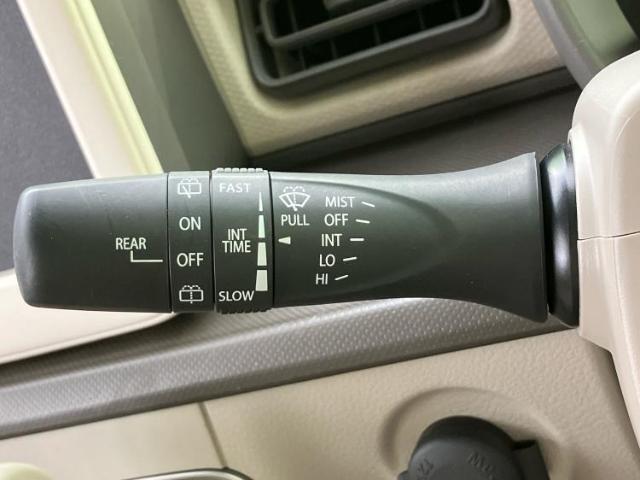 REAR
ON
OFF
FAST
INT
TIME
SLOW
PULL
MIST
OFF
INT
LO
HI